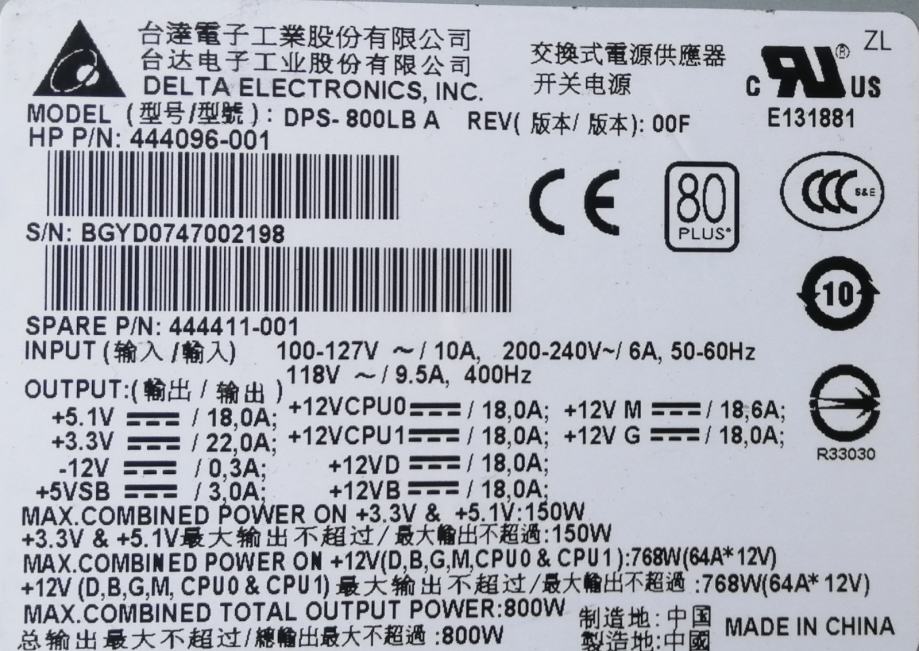 台達電子工業股份有限公司
台达电子工业股份有限公司
DELTA ELECTRONICS, INC.
交換式電源供應器
开关电源
ZL
C US
®
E131881
MODEL (型号/型號): DPS-800LB A REV( 版本/ 版本): 00F
HP P/N: 444096-001
CE
80
PLUS®
CCC S&E
S/N: BGYD0747002198
10
SPARE P/N: 444411-001
INPUT (输入 /輸入) 100-127V ～/ 10A, 200-240V~/ 6A, 50-60Hz
118V ～/ 9.5A, 400Hz
OUTPUT:(輸出 / 输出 )
+5.1V / 18,0A; +12VCPU0 / 18,0A; +12V M / 18,6A;
+3.3V / 22,0A; +12VCPU1 / 18,0A; +12V G / 18,0A;
-12V / 0,3A; +12VD / 18,0A;
+5VSB / 3,0A; +12VB / 18,0A;
R33030
MAX.COMBINED POWER ON +3.3V & +5.1V:150W
+3.3V & +5.1V最大输出不超过/最大輸出不超過:150W
MAX.COMBINED POWER ON +12V(D,B,G,M,CPU0 & CPU1):768W(64A*12V)
+12V (D,B,G,M, CPU0 & CPU1) 最大输出不超过/最大輸出不超過 :768W(64A* 12V)
MAX.COMBINED TOTAL OUTPUT POWER:800W
总输出最大不超过/總輸出最大不超過 :800W
制造地: 中国
製造地:中國
MADE IN CHINA